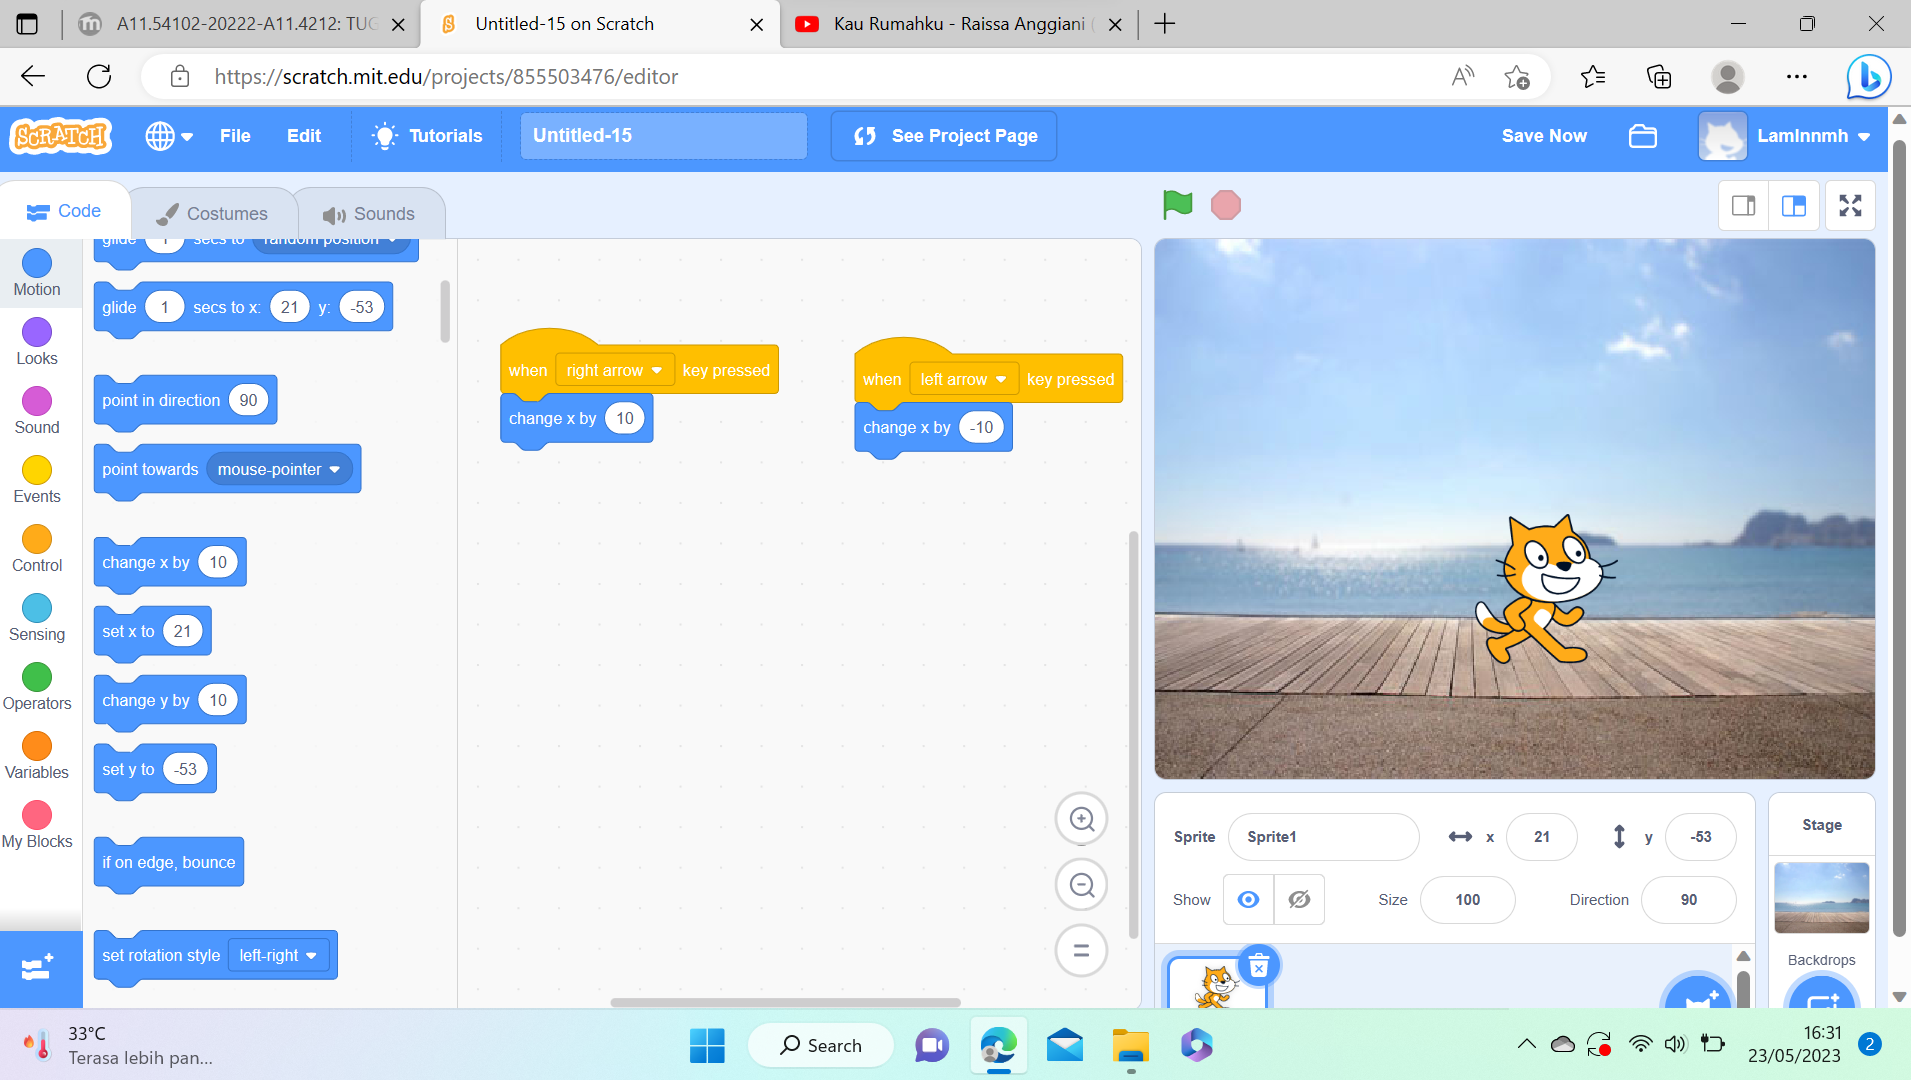 A11.54102-20222-A11.4212: TUG
Untitled-15 on Scratch
Kau Rumahku - Raissa Anggiani (
https://scratch.mit.edu/projects/855503476/editor
SCRATCH
File
Edit
Tutorials
Untitled-15
See Project Page
Save Now
LamInnmh
Code
Costumes
Sounds
Motion
Looks
Sound
Events
Control
Sensing
Operators
Variables
My Blocks
glide 1 secs to random position
glide 1 secs to x: 21 y: -53
point in direction 90
point towards mouse-pointer
change x by 10
set x to 21
change y by 10
set y to -53
if on edge, bounce
set rotation style left-right
when right arrow key pressed
change x by 10
when left arrow key pressed
change x by -10
Sprite Sprite1 x 21 y -53
Show Size 100 Direction 90
Stage
Backdrops
33°C
Terasa lebih pan...
Search
16:31
23/05/2023
2